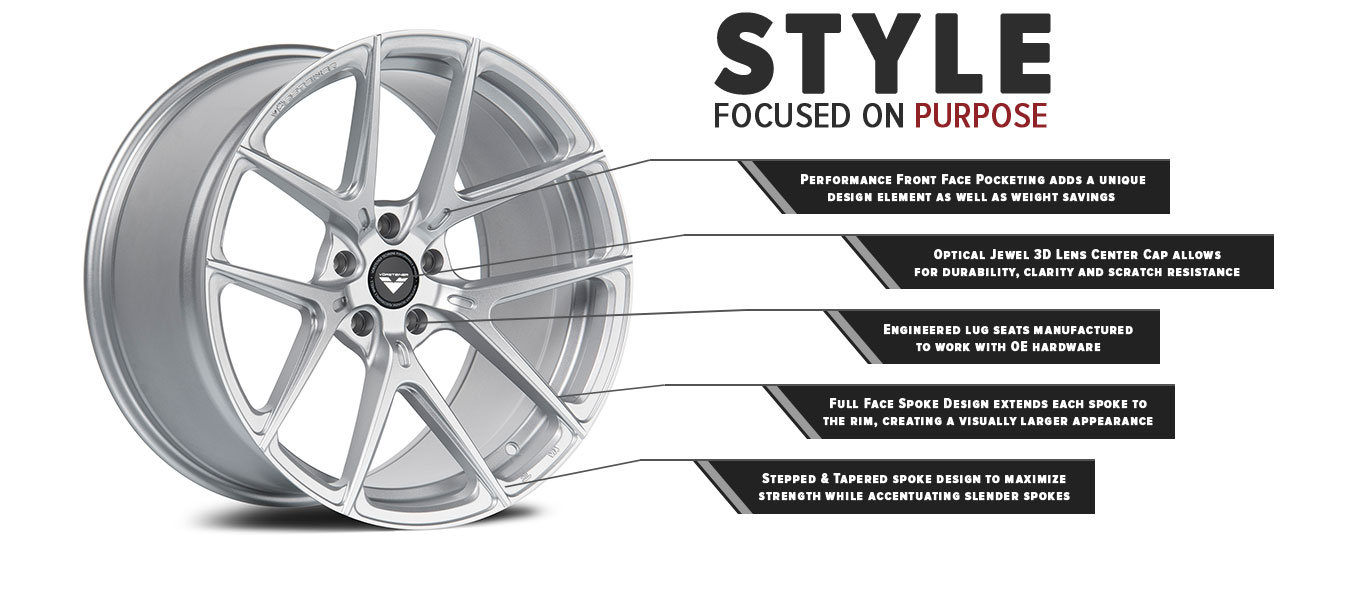 STYLE
FOCUSED ON PURPOSE
PERFORMANCE FRONT FACE POCKETING ADDS A UNIQUE
DESIGN ELEMENT AS WELL AS WEIGHT SAVINGS
OPTICAL JEWEL 3D LENS CENTER CAP ALLOWS
FOR DURABILITY, CLARITY AND SCRATCH RESISTANCE
ENGINEERED LUG SEATS MANUFACTURED
TO WORK WITH OE HARDWARE
FULL FACE SPOKE DESIGN EXTENDS EACH SPOKE TO
THE RIM, CREATING A VISUALLY LARGER APPEARANCE
STEPPED & TAPERED SPOKE DESIGN TO MAXIMIZE
STRENGTH WHILE ACCENTUATING SLENDER SPOKES
VORSTEINER
VORSTEINER